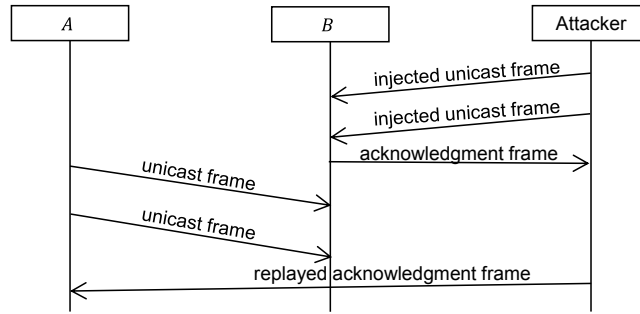 A
B
Attacker
injected unicast frame
injected unicast frame
acknowledgment frame
unicast frame
unicast frame
replayed acknowledgment frame